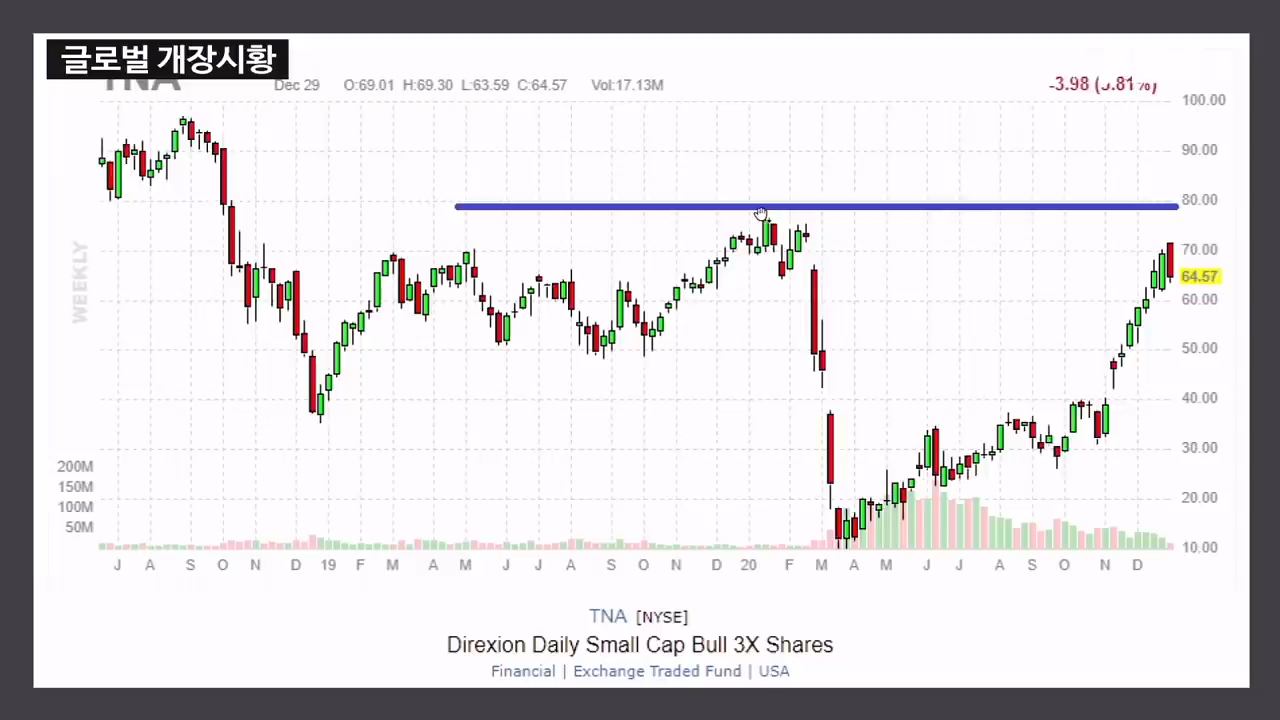 글로벌 개장시황
TNA
Dec 29 O:69.01 H:69.30 L:63.59 C:64.57 Vol:17.13M
-3.98 (5.81%)
100.00
90.00
80.00
70.00
64.57
60.00
50.00
40.00
30.00
20.00
10.00
WEEKLY
200M
150M
100M
50M
J A S O N D 19 F M A M J J A S O N D 20 F M A M J J A S O N D
TNA [NYSE]
Direxion Daily Small Cap Bull 3X Shares
Financial | Exchange Traded Fund | USA